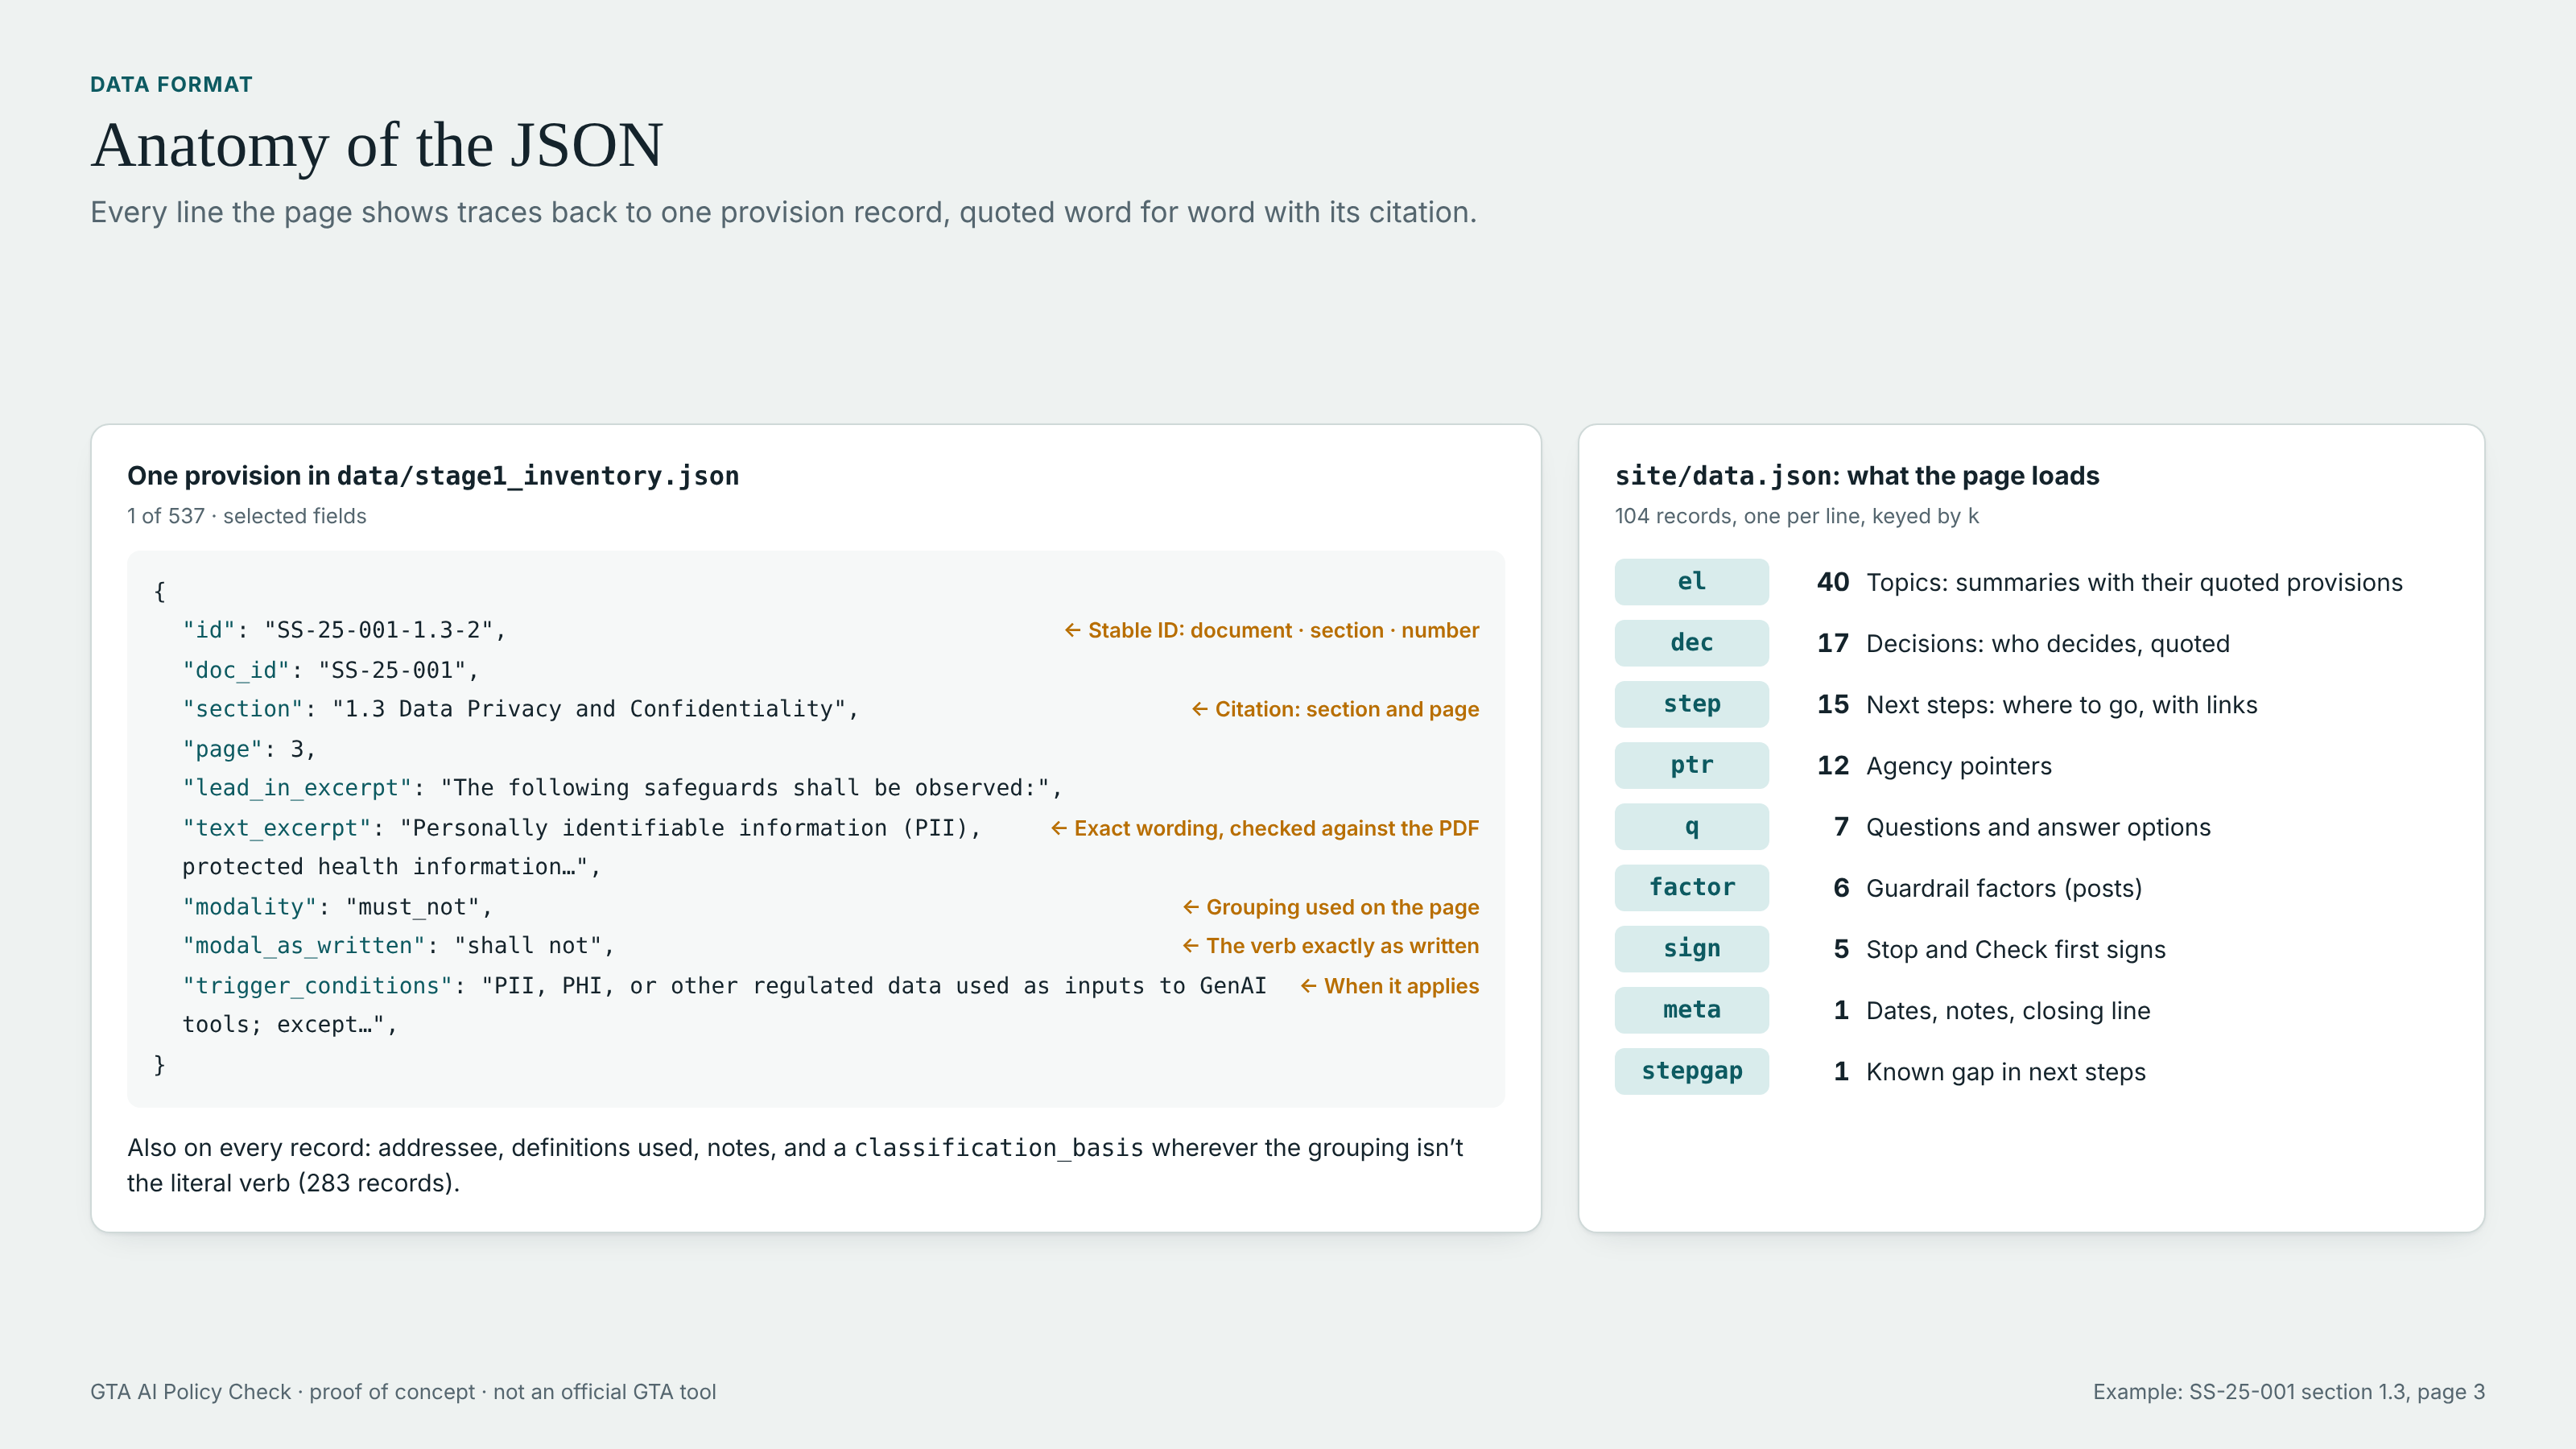 DATA FORMAT
Anatomy of the JSON
Every line the page shows traces back to one provision record, quoted word for word with its citation.
One provision in data/stage1_inventory.json
1 of 537 · selected fields
{
"id": "SS-25-001-1.3-2", ← Stable ID: document · section · number
"doc_id": "SS-25-001",
"section": "1.3 Data Privacy and Confidentiality", ← Citation: section and page
"page": 3,
"lead_in_excerpt": "The following safeguards shall be observed:",
"text_excerpt": "Personally identifiable information (PII), ← Exact wording, checked against the PDF
protected health information…",
"modality": "must_not", ← Grouping used on the page
"modal_as_written": "shall not", ← The verb exactly as written
"trigger_conditions": "PII, PHI, or other regulated data used as inputs to GenAI ← When it applies
tools; except…",
}
Also on every record: addressee, definitions used, notes, and a classification_basis wherever the grouping isn’t
the literal verb (283 records).
site/data.json: what the page loads
104 records, one per line, keyed by k
el 40 Topics: summaries with their quoted provisions
dec 17 Decisions: who decides, quoted
step 15 Next steps: where to go, with links
ptr 12 Agency pointers
q 7 Questions and answer options
factor 6 Guardrail factors (posts)
sign 5 Stop and Check first signs
meta 1 Dates, notes, closing line
stepgap 1 Known gap in next steps
GTA AI Policy Check · proof of concept · not an official GTA tool
Example: SS-25-001 section 1.3, page 3